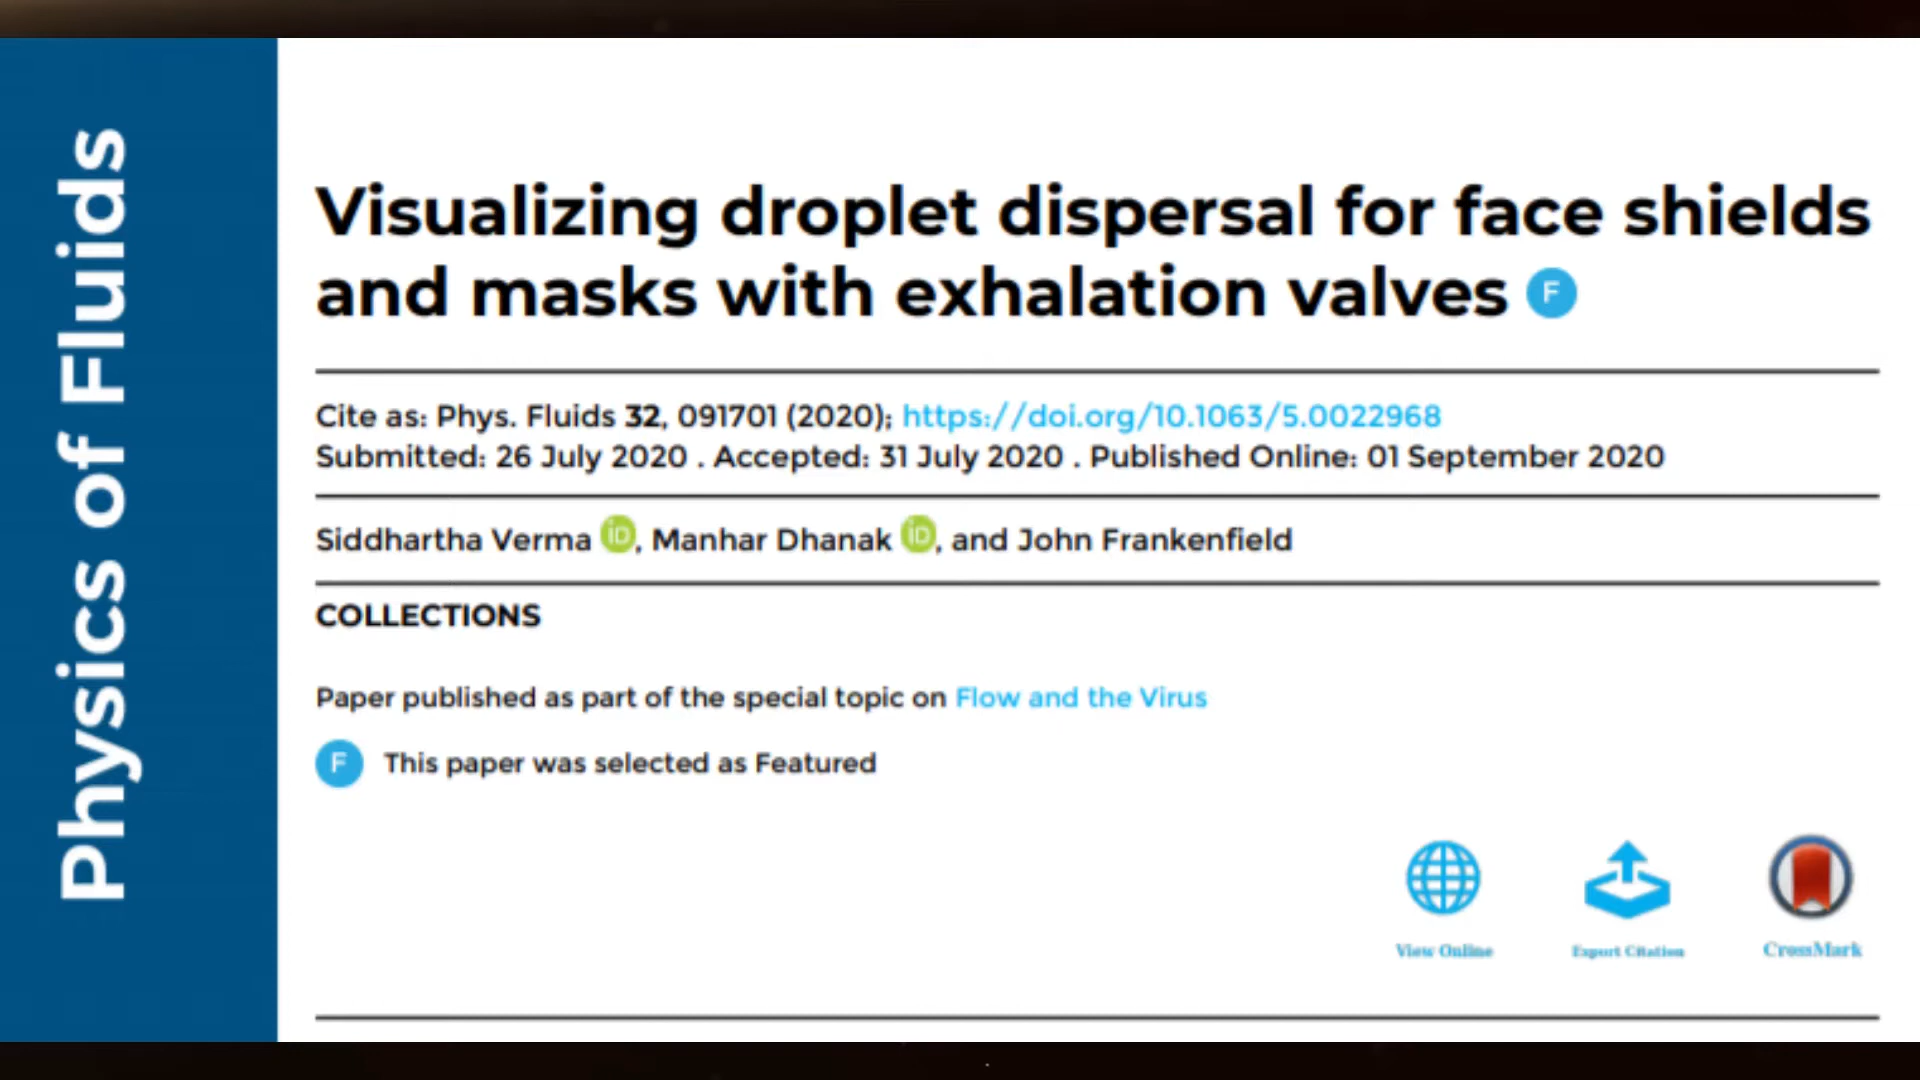 Physics of Fluids
Visualizing droplet dispersal for face shields
and masks with exhalation valves F
Cite as: Phys. Fluids 32, 091701 (2020); https://doi.org/10.1063/5.0022968
Submitted: 26 July 2020 . Accepted: 31 July 2020 . Published Online: 01 September 2020
Siddhartha Verma iD, Manhar Dhanak iD, and John Frankenfield
COLLECTIONS
Paper published as part of the special topic on Flow and the Virus
F This paper was selected as Featured
View Online
Export Citation
CrossMark